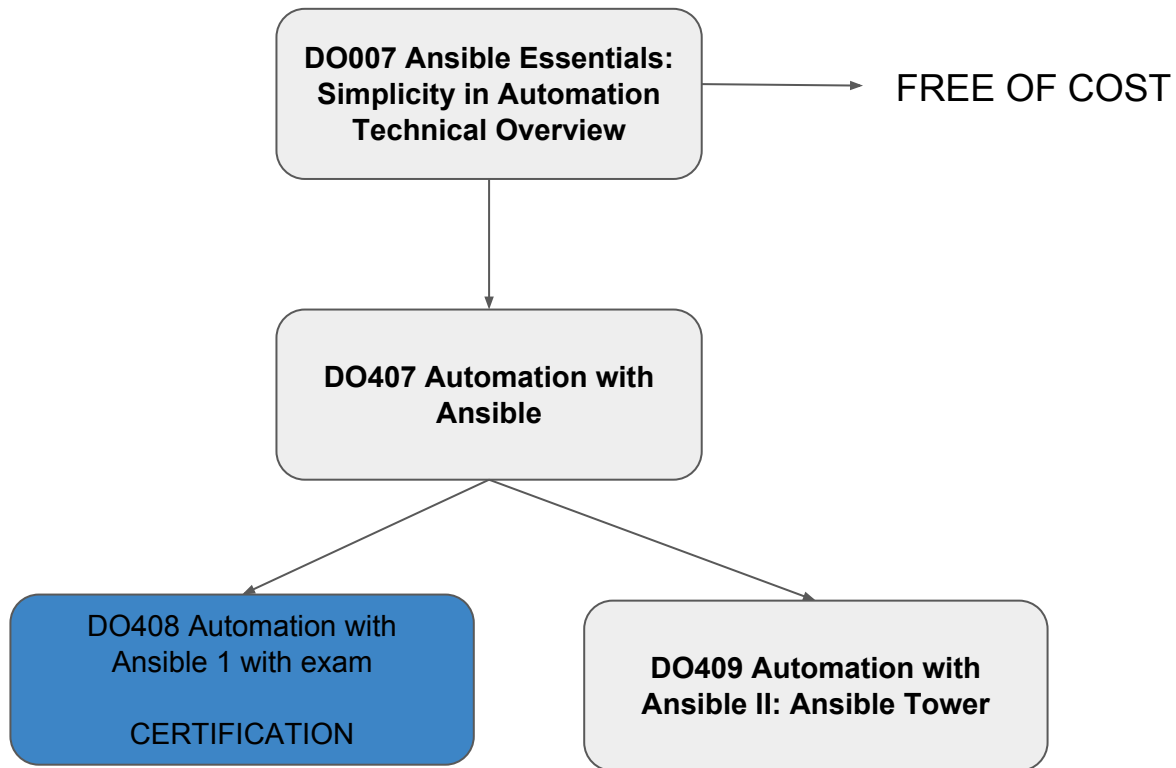 DO007 Ansible Essentials:
Simplicity in Automation
Technical Overview
FREE OF COST
DO407 Automation with
Ansible
DO408 Automation with
Ansible 1 with exam
CERTIFICATION
DO409 Automation with
Ansible II: Ansible Tower